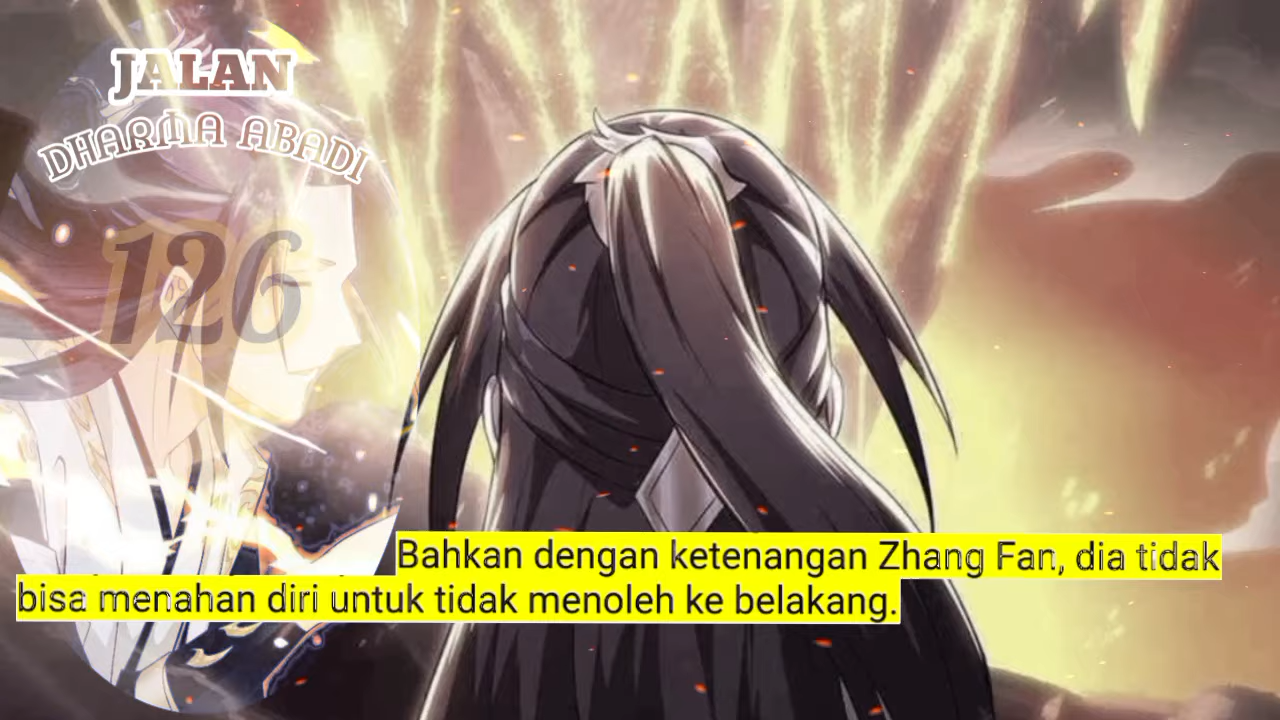 JALAN
DHARMA ABADI
126
Bahkan dengan ketenangan Zhang Fan, dia tidak
bisa menahan diri untuk tidak menoleh ke belakang.